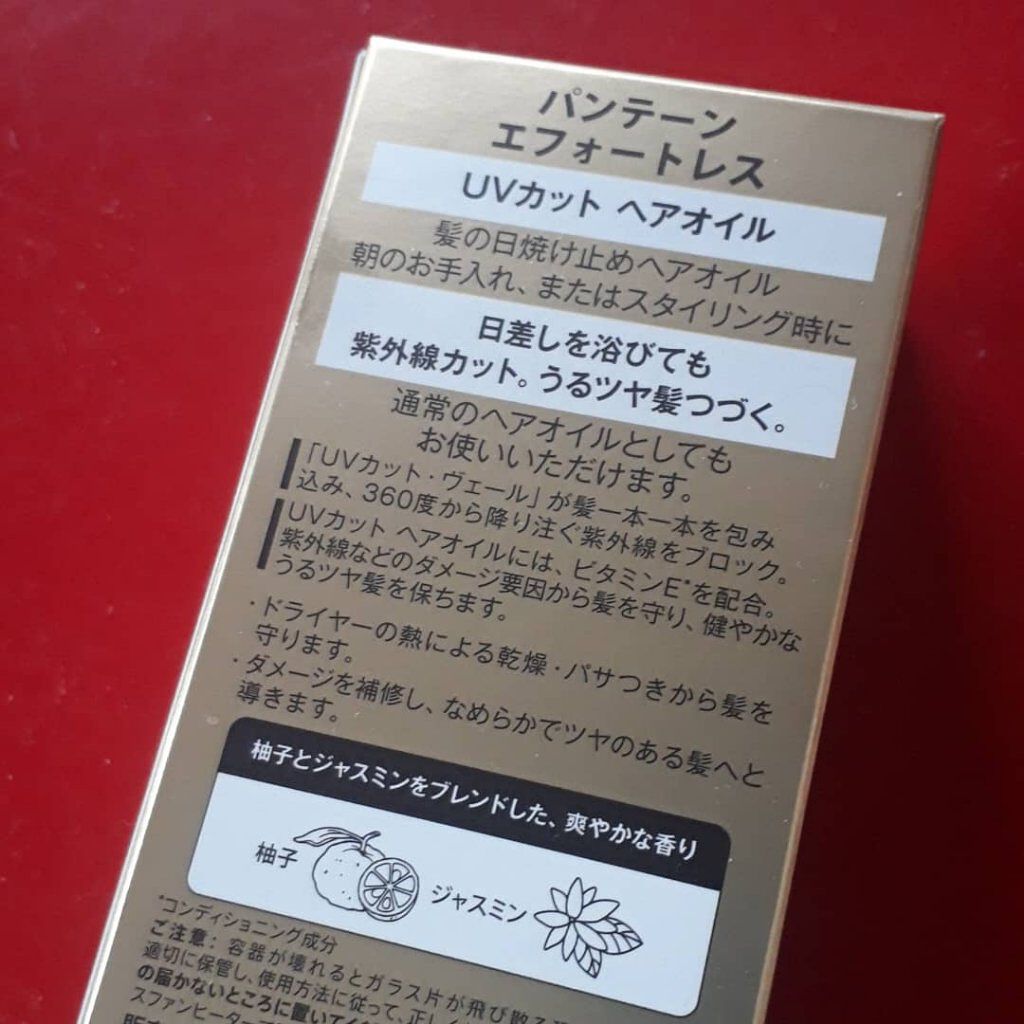 パンテーン
エフォートレス
UVカット ヘアオイル
髪の日焼け止めヘアオイル
朝のお手入れ、またはスタイリング時に
日差しを浴びても
紫外線カット。うるツヤ髪つづく。
通常のヘアオイルとしても
お使いいただけます。
「UVカット・ヴェール」が髪一本一本を包み
込み、360度から降り注ぐ紫外線をブロック。
UVカット ヘアオイルには、ビタミンE*を配合。
紫外線などのダメージ要因から髪を守り、健やかな
うるツヤ髪を保ちます。
・ドライヤーの熱による乾燥・パサつきから髪を
守ります。
・ダメージを補修し、なめらかでツヤのある髪へと
導きます。
柚子とジャスミンをブレンドした、爽やかな香り
柚子
ジャスミン
*コンディショニング成分
ご注意：容器が壊れるとガラス片が飛び散る
適切に保管し、使用方法に従って、正し
の届かないところに置いて
スファンヒーター